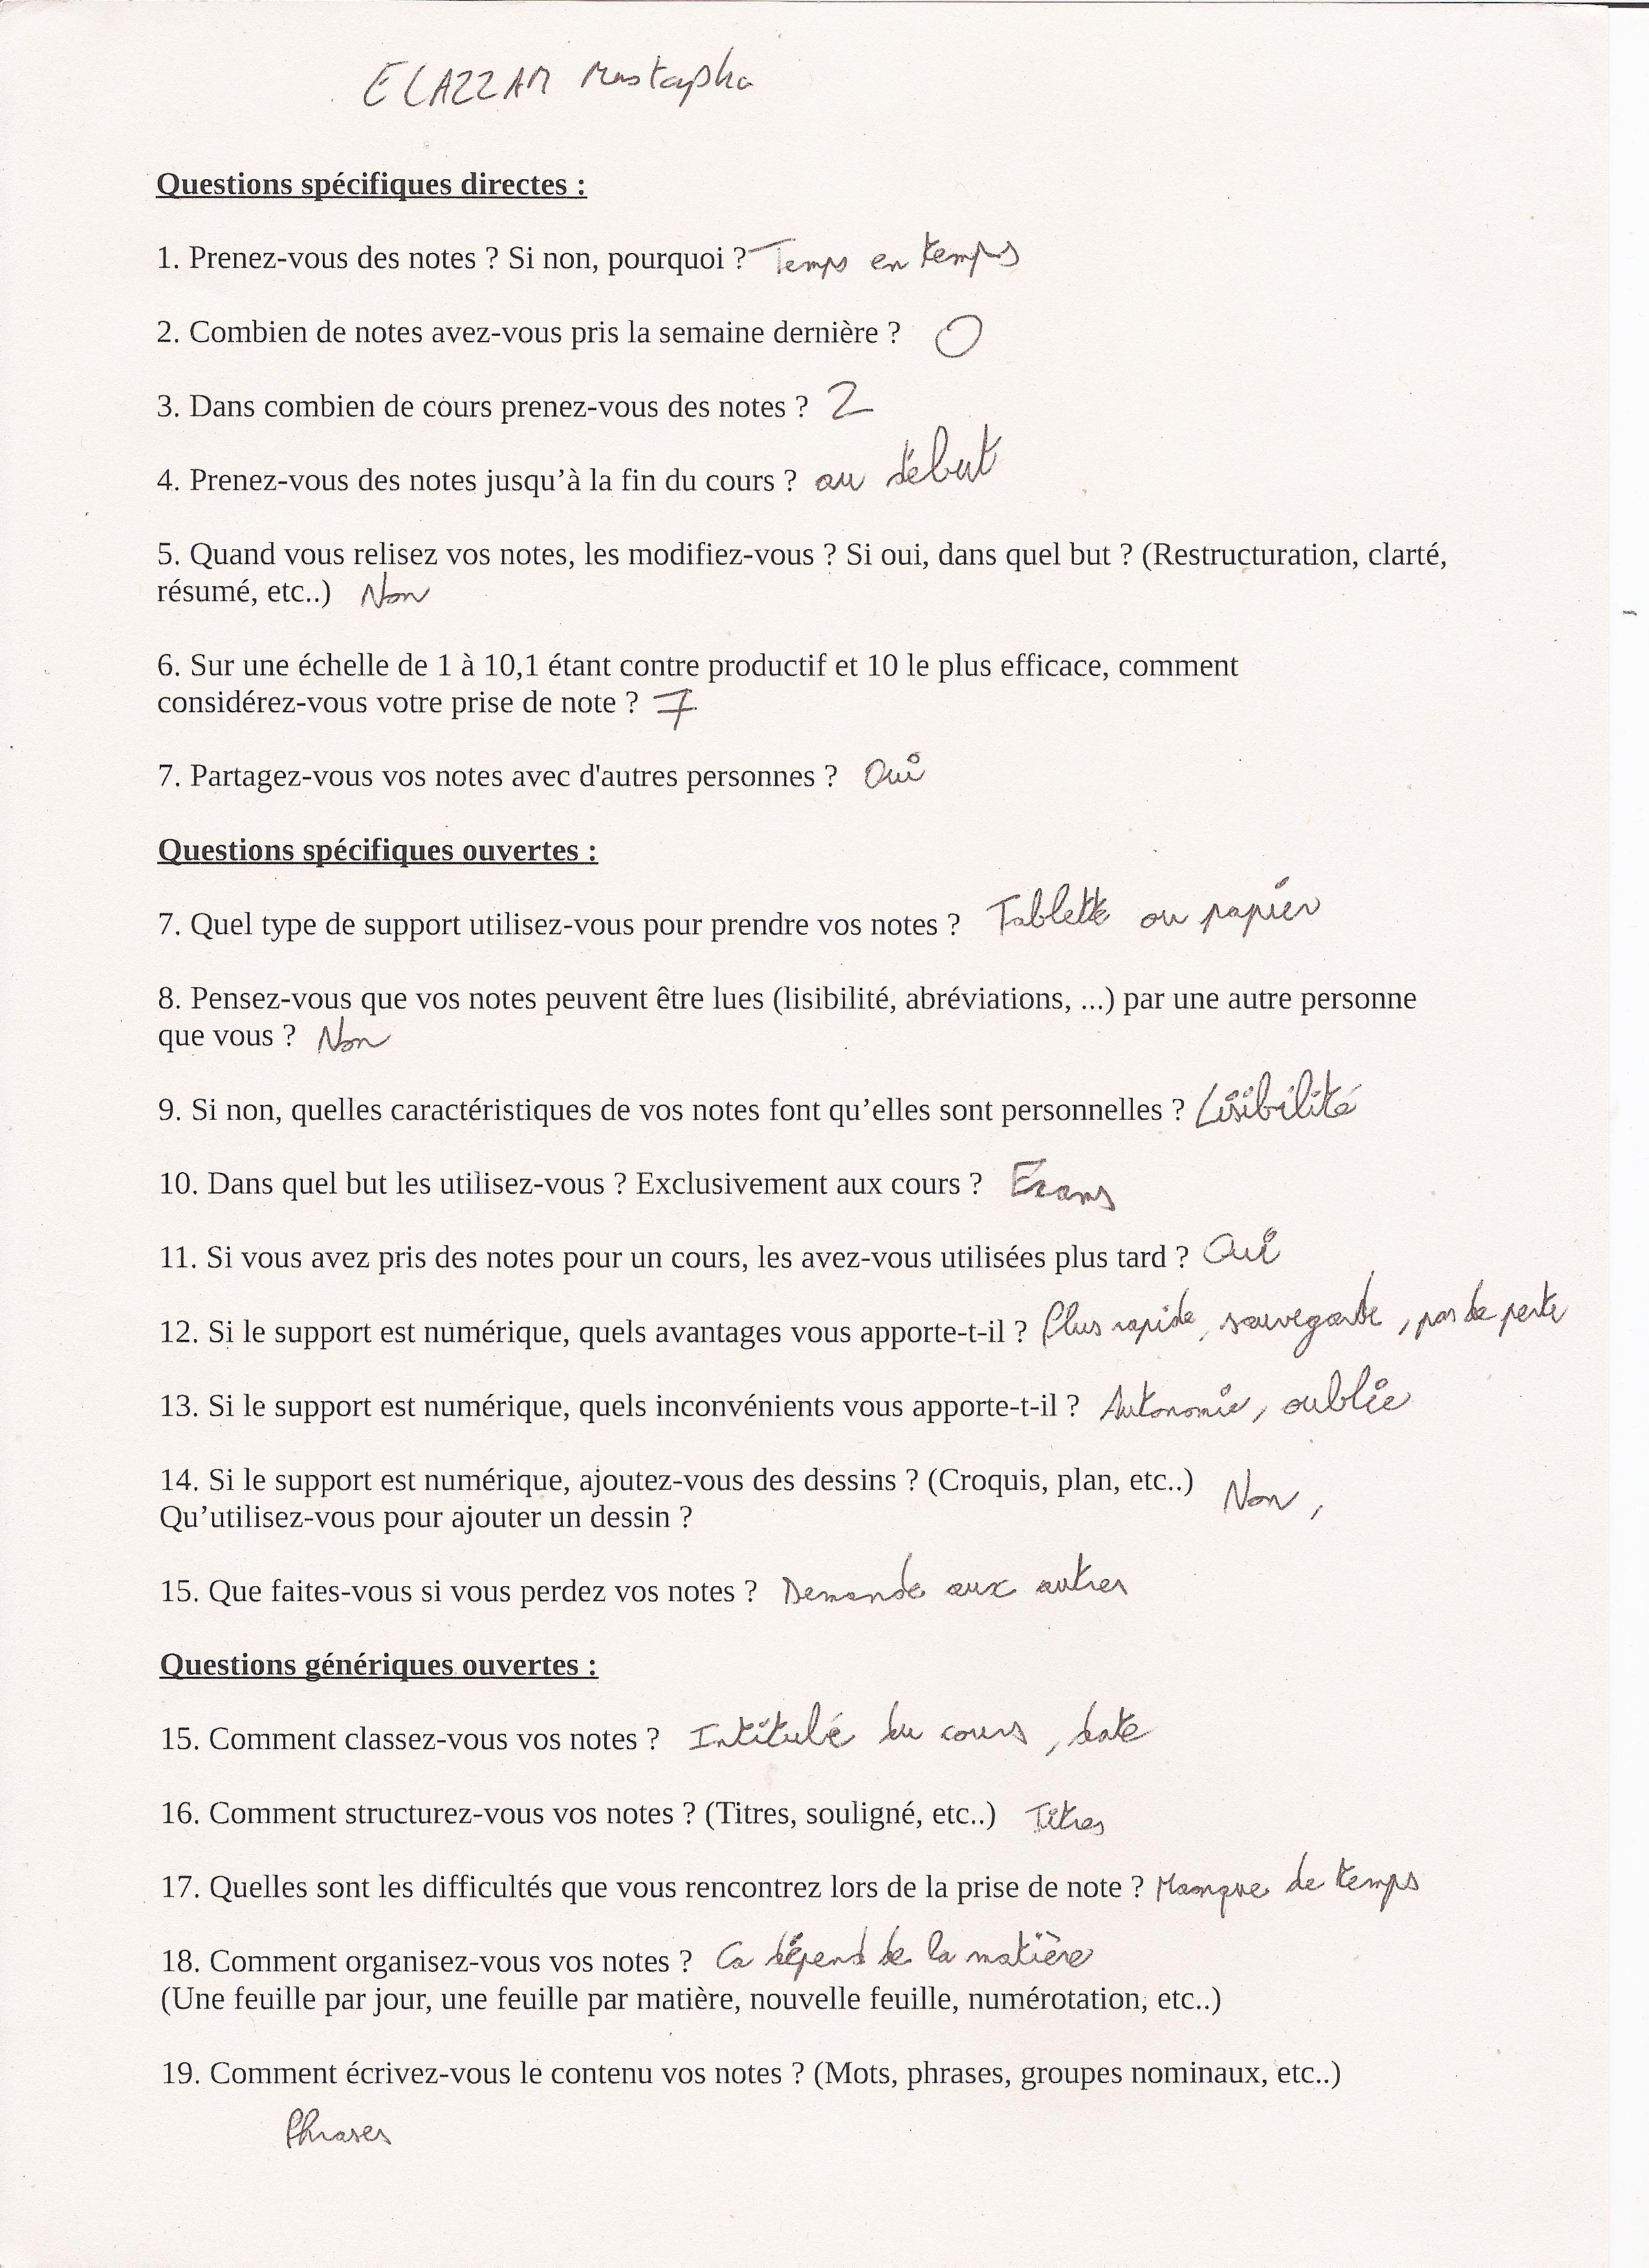 ELAZZAM Mustapha
Questions spécifiques directes :
1. Prenez-vous des notes ? Si non, pourquoi ? Temps en temps
2. Combien de notes avez-vous pris la semaine dernière ? 0
3. Dans combien de cours prenez-vous des notes ? 2
4. Prenez-vous des notes jusqu’à la fin du cours ? au début
5. Quand vous relisez vos notes, les modifiez-vous ? Si oui, dans quel but ? (Restructuration, clarté,
résumé, etc..) Non
6. Sur une échelle de 1 à 10,1 étant contre productif et 10 le plus efficace, comment
considérez-vous votre prise de note ? 7
7. Partagez-vous vos notes avec d'autres personnes ? Oui
Questions spécifiques ouvertes :
7. Quel type de support utilisez-vous pour prendre vos notes ? Tablette ou papier
8. Pensez-vous que vos notes peuvent être lues (lisibilité, abréviations, ...) par une autre personne
que vous ? Non
9. Si non, quelles caractéristiques de vos notes font qu’elles sont personnelles ? Lisibilité
10. Dans quel but les utilisez-vous ? Exclusivement aux cours ? Exams
11. Si vous avez pris des notes pour un cours, les avez-vous utilisées plus tard ? Oui
12. Si le support est numérique, quels avantages vous apporte-t-il ? Plus rapide, sauvegarde, pas de perte
13. Si le support est numérique, quels inconvénients vous apporte-t-il ? Autonomie, oublie
14. Si le support est numérique, ajoutez-vous des dessins ? (Croquis, plan, etc..) Non,
Qu’utilisez-vous pour ajouter un dessin ?
15. Que faites-vous si vous perdez vos notes ? Demande aux autres
Questions génériques ouvertes :
15. Comment classez-vous vos notes ? Intitulé du cours, date
16. Comment structurez-vous vos notes ? (Titres, souligné, etc..) Titres
17. Quelles sont les difficultés que vous rencontrez lors de la prise de note ? Manque de temps
18. Comment organisez-vous vos notes ? Ca dépend de la matière
(Une feuille par jour, une feuille par matière, nouvelle feuille, numérotation, etc..)
19. Comment écrivez-vous le contenu vos notes ? (Mots, phrases, groupes nominaux, etc..)
Phrases